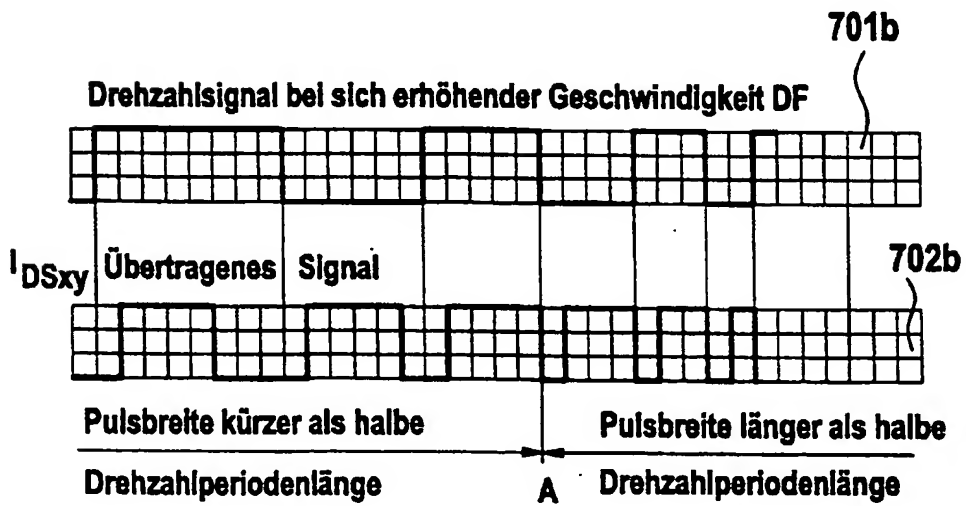 701b
Drehzahlsignal bei sich erhöhender Geschwindigkeit DF
IDSxy Übertragenes Signal
702b
Pulsbreite kürzer als halbe
Drehzahlperiodenlänge
A
Pulsbreite länger als halbe
Drehzahlperiodenlänge